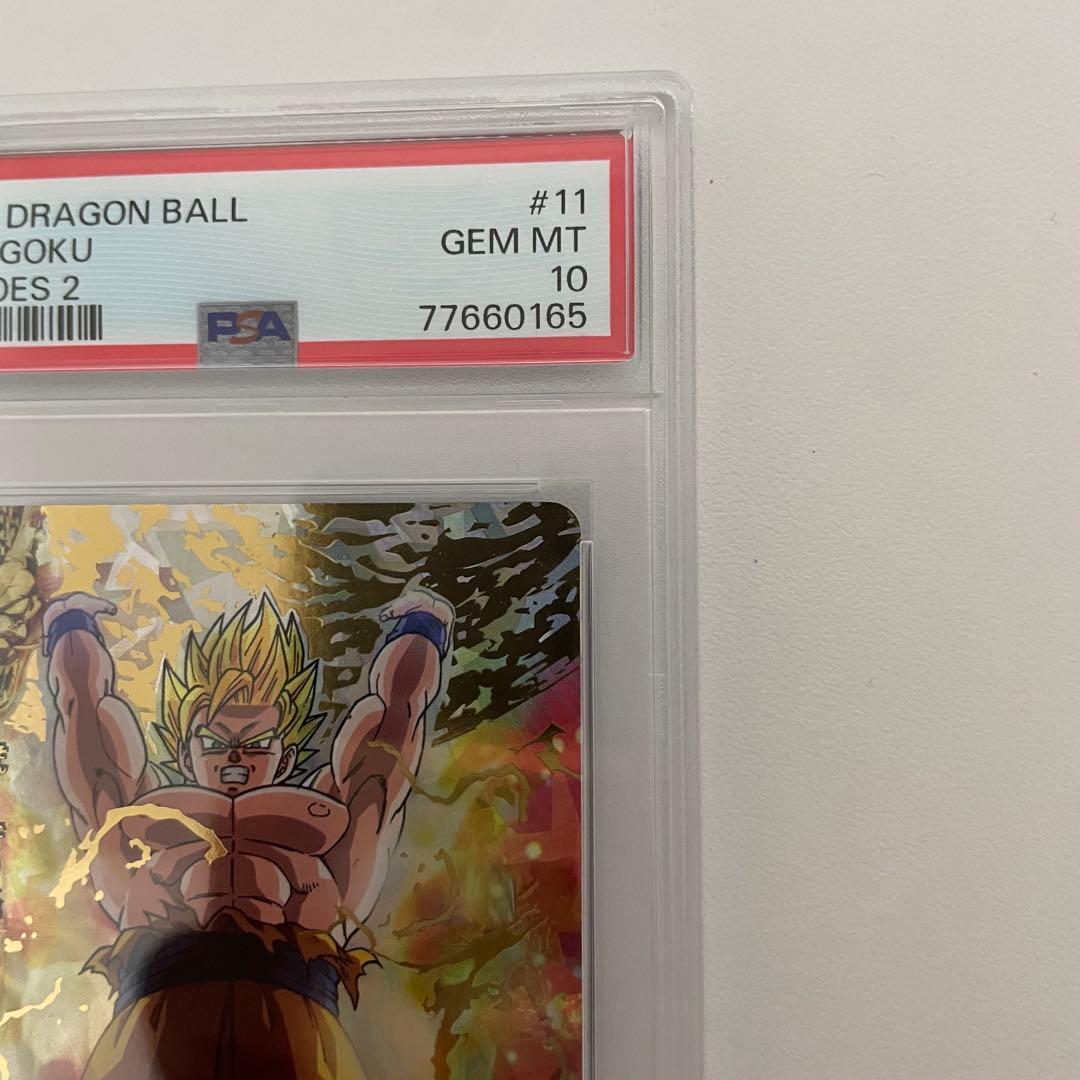 DRAGON BALL
#11
GOKU
GEM MT
DES 2
10
PSA
77660165